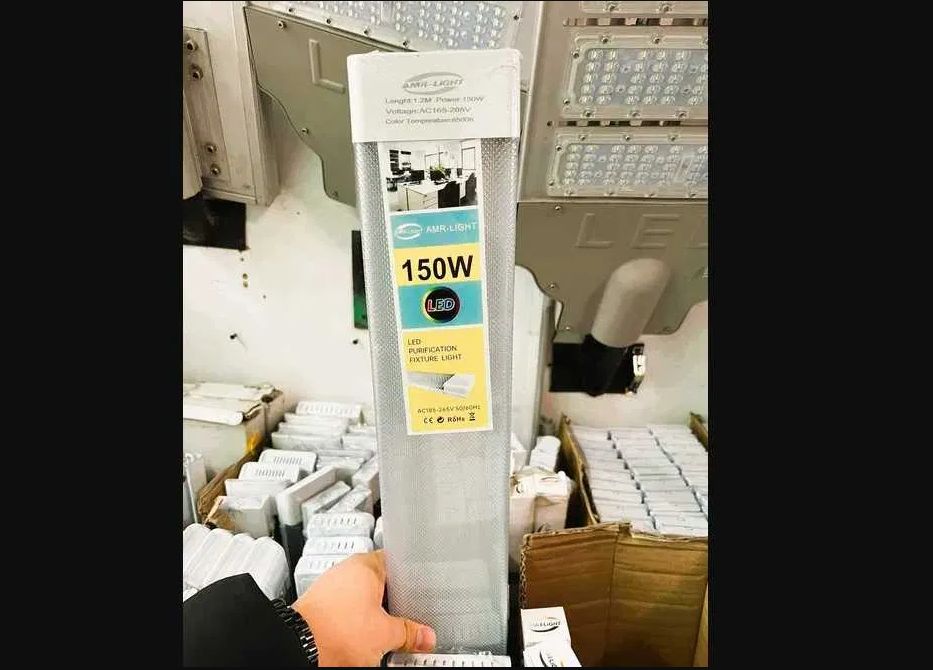 AMR-LIGHT
Lenght:1.2M Power:150W
Voltage:AC165-265V
AMR-LIGHT
150W
LED
LED
PURIFICATION
FIXTURE LIGHT
AC165-265V 50/60Hz
CE RoHs
LED